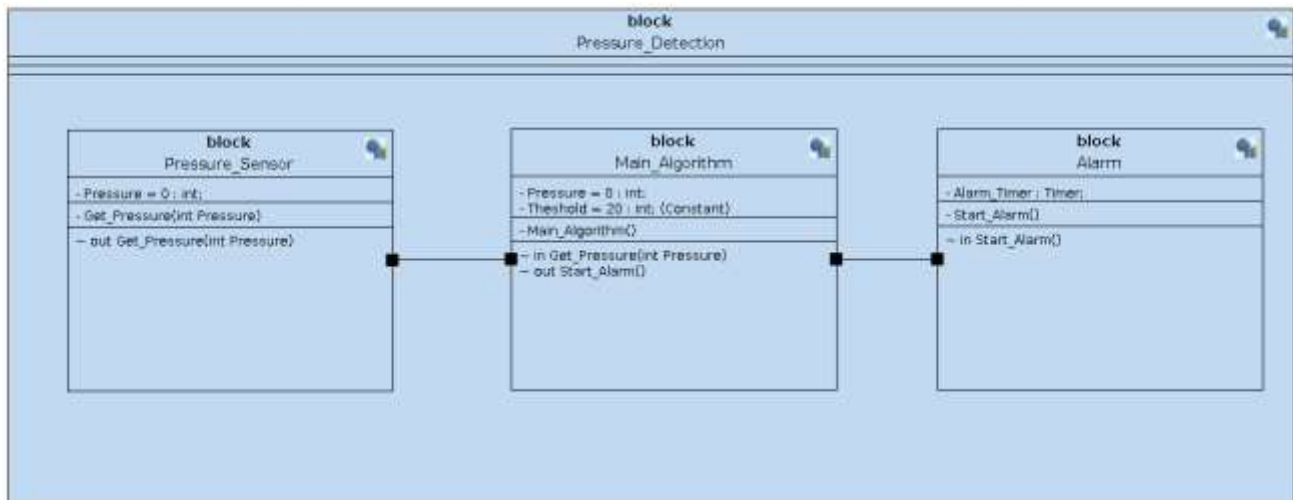 block
Pressure_Detection
block
Pressure_Sensor
- Pressure = 0 : int;
- Get_Pressure(int Pressure)
~ out Get_Pressure(int Pressure)
block
Main_Algorithm
- Pressure = 0 : int;
- Theshold = 20 : int; (Constant)
- Main_Algorithm()
~ in Get_Pressure(int Pressure)
~ out Start_Alarm()
block
Alarm
- Alarm_Timer : Timer;
- Start_Alarm()
~ in Start_Alarm()